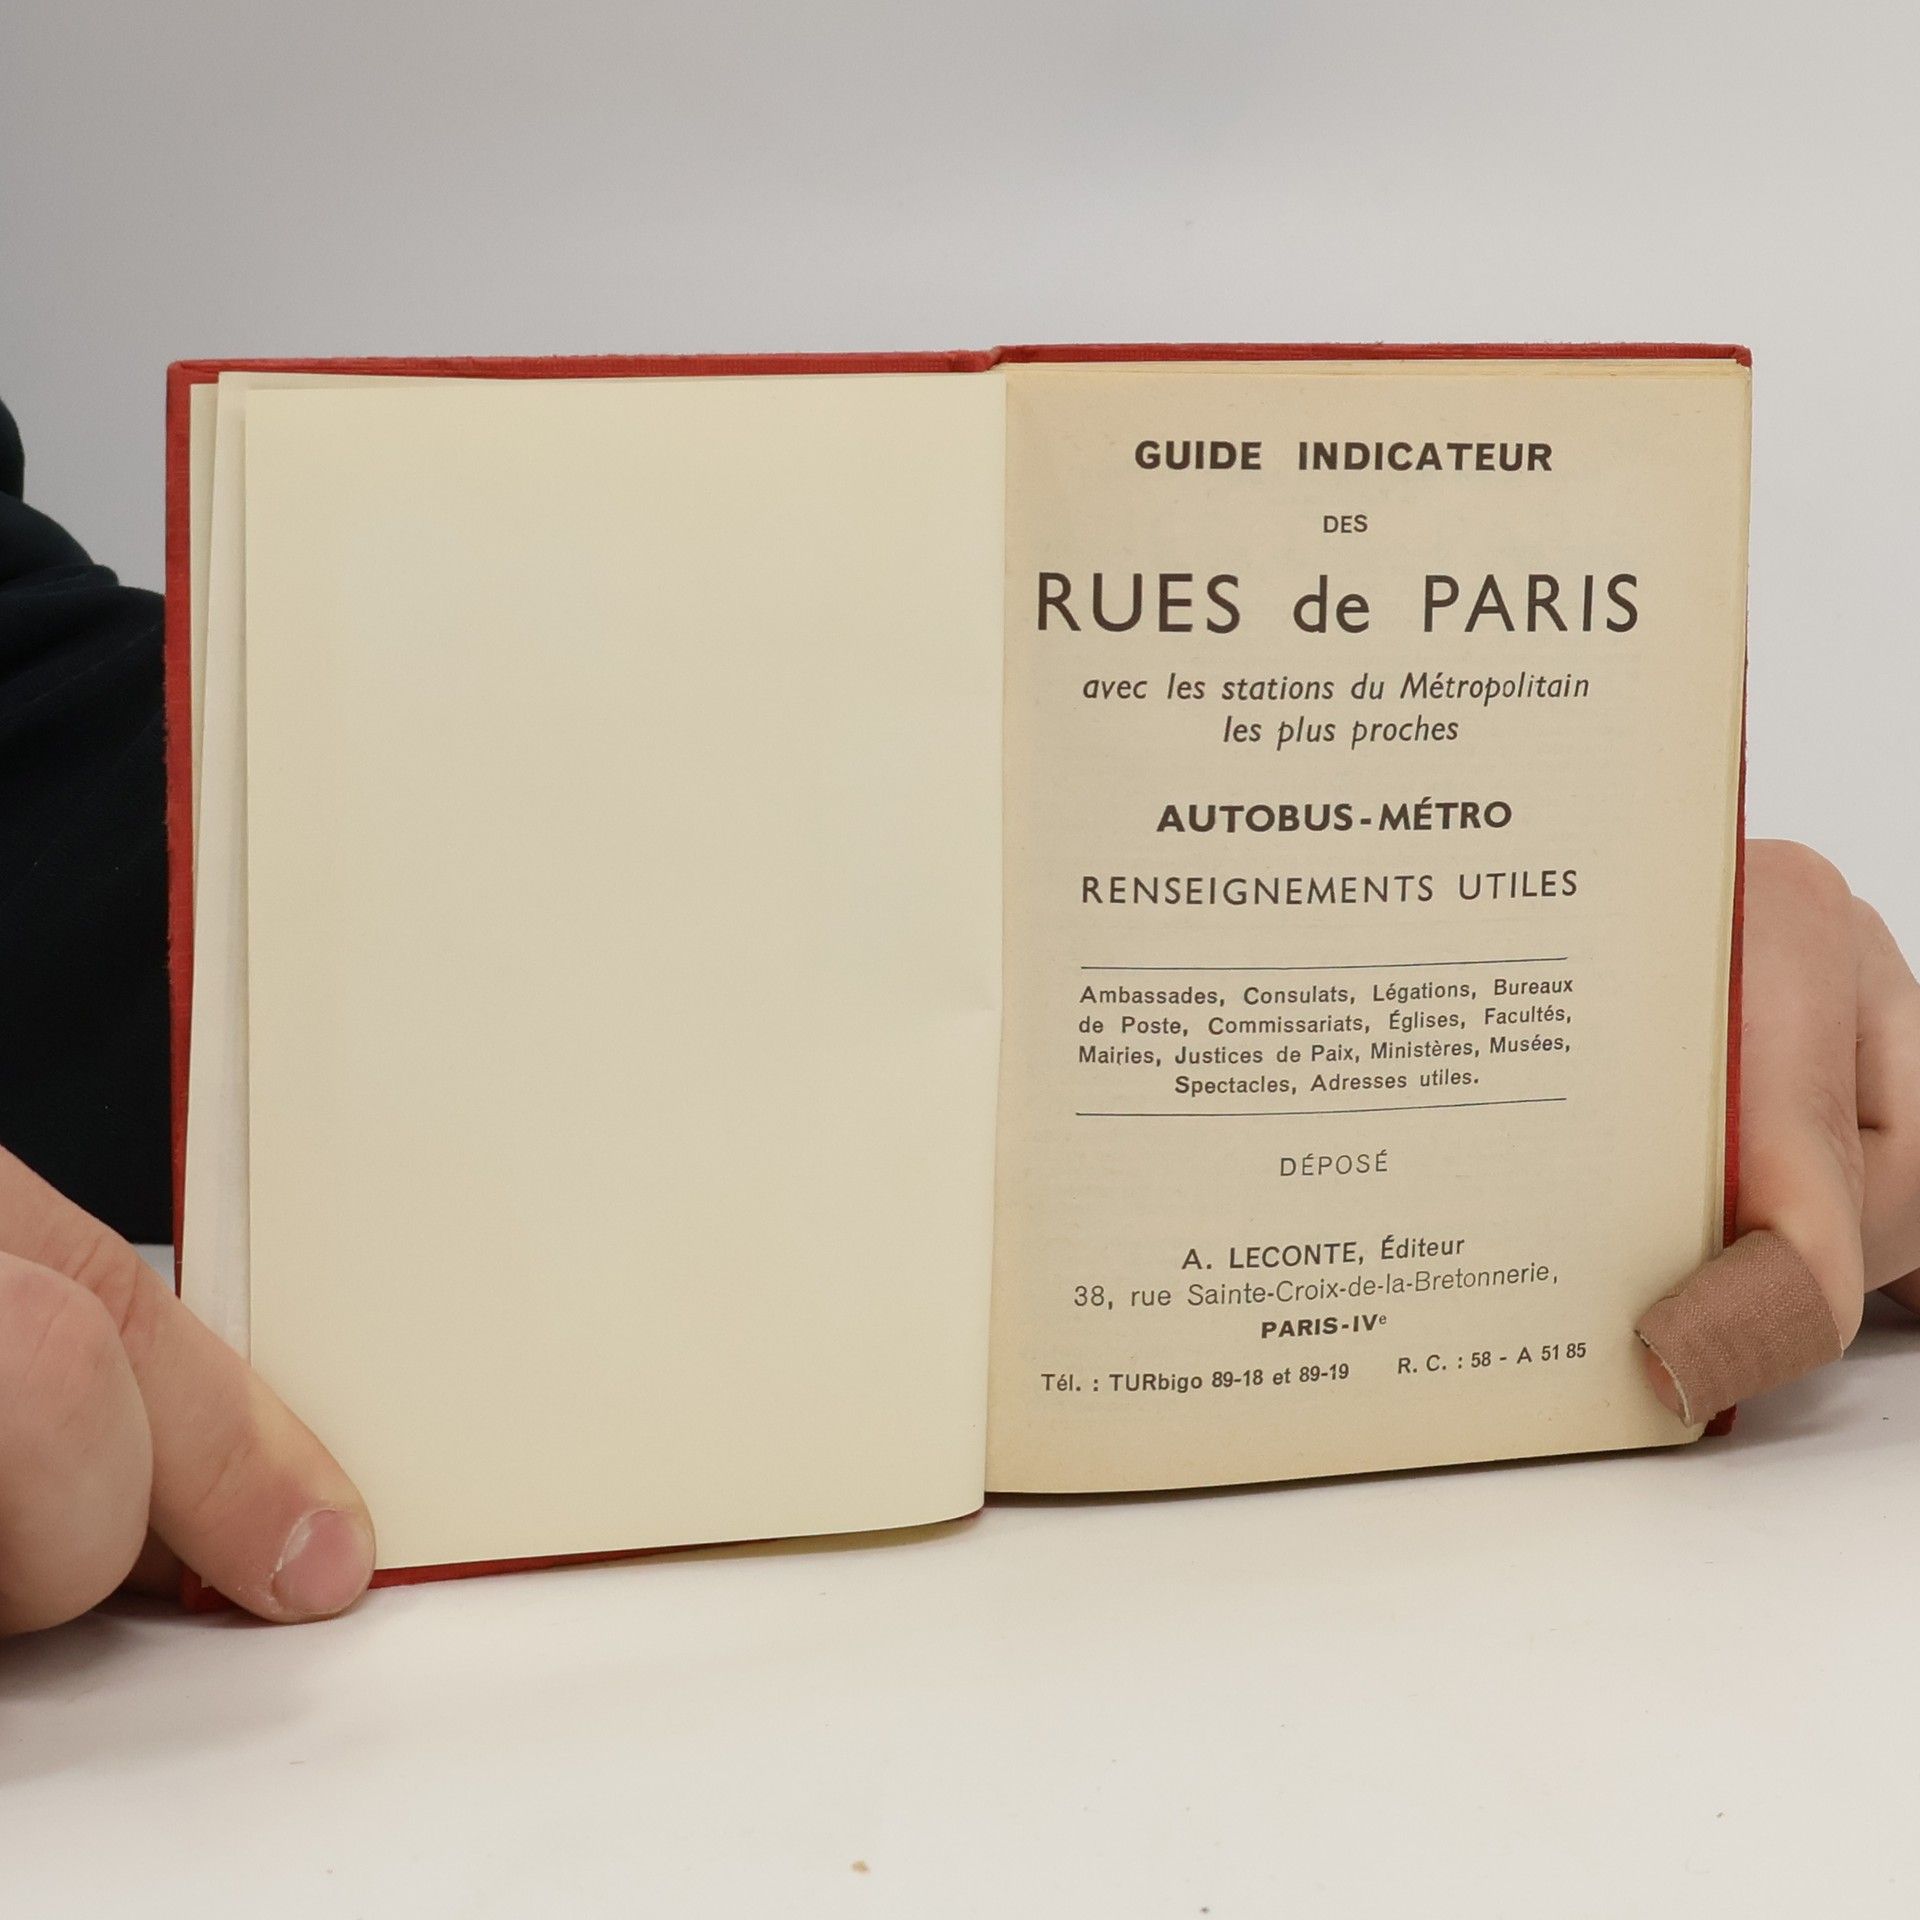 GUIDE INDICATEUR
DES
RUES de PARIS
avec les stations du Métropolitain
les plus proches
AUTOBUS-MÉTRO
RENSEIGNEMENTS UTILES
Ambassades, Consulats, Légations, Bureaux
de Poste, Commissariats, Églises, Facultés,
Mairies, Justices de Paix, Ministères, Musées,
Spectacles, Adresses utiles.
DÉPOSÉ
A. LECONTE, Éditeur
38, rue Sainte-Croix-de-la-Bretonnerie,
PARIS-IVᵉ
Tél. : TURbigo 89-18 et 89-19 R. C. : 58 - A 51 85